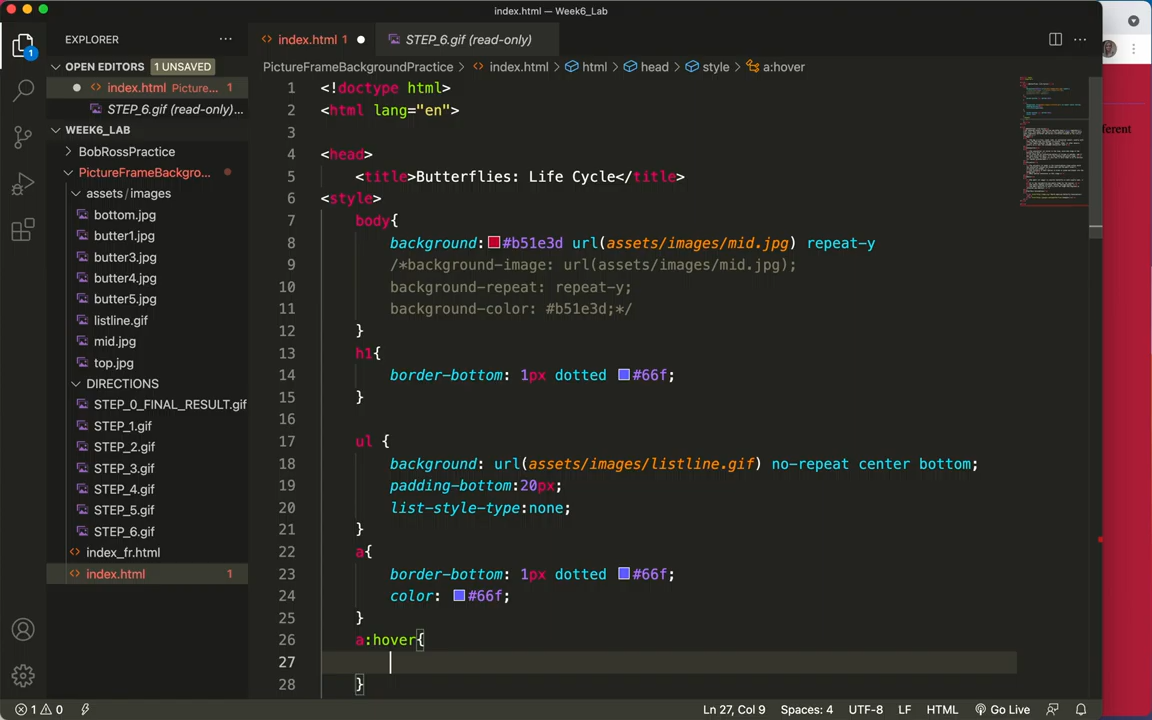 index.html — Week6_Lab
EXPLORER
index.html 1
STEP_6.gif (read-only)
OPEN EDITORS 1 UNSAVED
PictureFrameBackgroundPractice > index.html > html > head > style > a:hover
index.html Picture... 1
STEP_6.gif (read-only)...
WEEK6_LAB
BobRossPractice
PictureFrameBackgro...
assets/images
bottom.jpg
butter1.jpg
butter3.jpg
butter4.jpg
butter5.jpg
listline.gif
mid.jpg
top.jpg
DIRECTIONS
STEP_0_FINAL_RESULT.gif
STEP_1.gif
STEP_2.gif
STEP_3.gif
STEP_4.gif
STEP_5.gif
STEP_6.gif
index_fr.html
index.html 1
1 <!doctype html>
2 <html lang="en">
3
4 <head>
5 <title>Butterflies: Life Cycle</title>
6 <style>
7 body{
8 background: #b51e3d url(assets/images/mid.jpg) repeat-y
9 /*background-image: url(assets/images/mid.jpg);
10 background-repeat: repeat-y;
11 background-color: #b51e3d;*/
12 }
13 h1{
14 border-bottom: 1px dotted #66f;
15 }
16
17 ul {
18 background: url(assets/images/listline.gif) no-repeat center bottom;
19 padding-bottom:20px;
20 list-style-type:none;
21 }
22 a{
23 border-bottom: 1px dotted #66f;
24 color: #66f;
25 }
26 a:hover{
27
28 }
ferent
1
1 0
Ln 27, Col 9 Spaces: 4 UTF-8 LF HTML Go Live